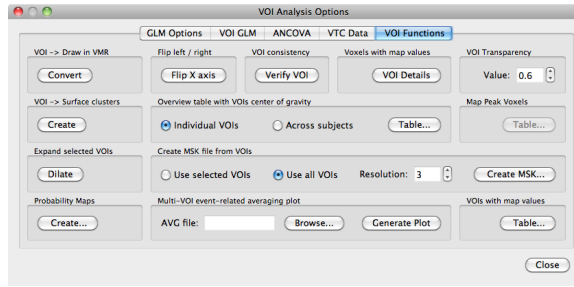 VOI Analysis Options
GLM Options VOI GLM ANCOVA VTC Data VOI Functions
VOI -> Draw in VMR Flip left / right VOI consistency Voxels with map values VOI Transparency
Convert Flip X axis Verify VOI VOI Details Value: 0.6
VOI -> Surface clusters Overview table with VOIs center of gravity Map Peak Voxels
Create Individual VOIs Across subjects Table... Table...
Expand selected VOIs Create MSK file from VOIs
Dilate Use selected VOIs Use all VOIs Resolution: 3 Create MSK...
Probability Maps Multi-VOI event-related averaging plot VOIs with map values
Create... AVG file: Browse... Generate Plot Table...
Close